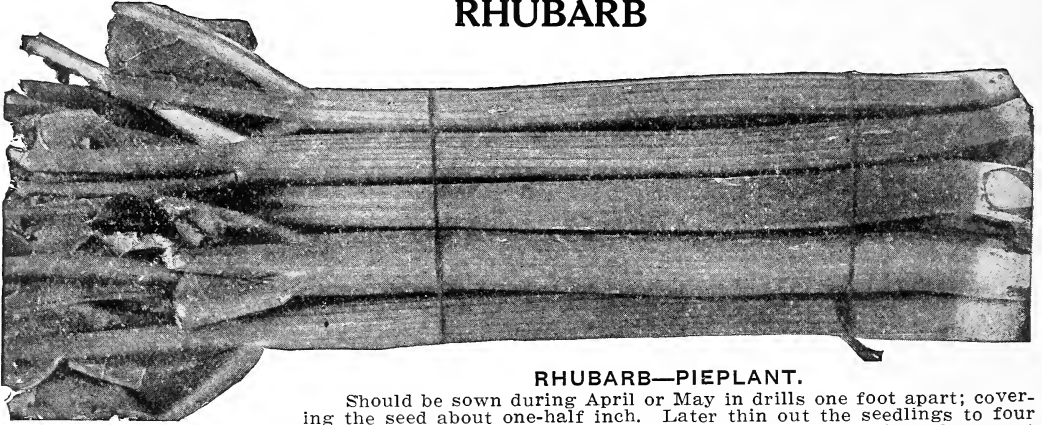 RHUBARB
RHUBARB—PIEPLANT.
Should be sown during April or May in drills one foot apart; cover-
ing the seed about one-half inch. Later thin out the seedlings to four